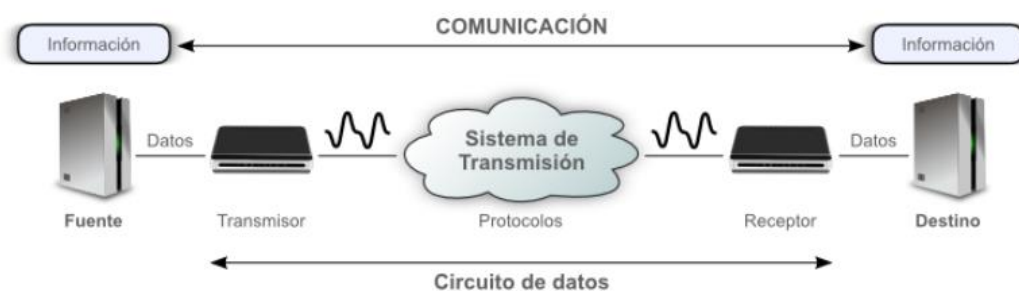 COMUNICACIÓN
Información
Información
Datos
Sistema de
Transmisión
Datos
Fuente
Transmisor
Protocolos
Receptor
Destino
Circuito de datos